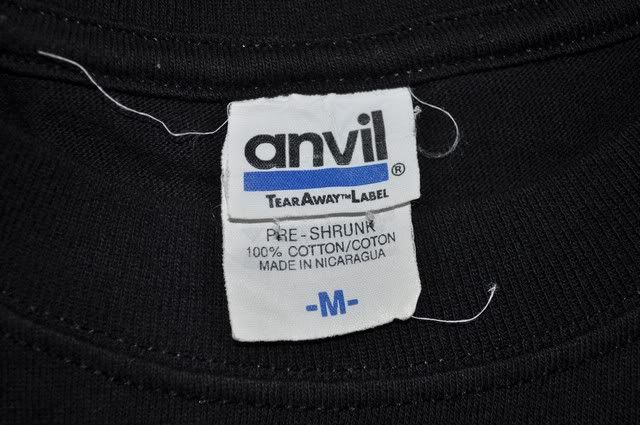 anvil®
TEARAWAY™LABEL
PRE-SHRUNK
100% COTTON/COTON
MADE IN NICARAGUA
-M-